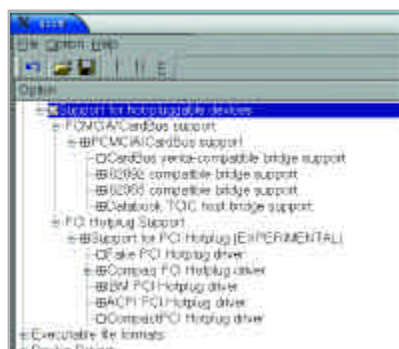 File Option Help
Option
Support for hotpluggable devices
PCMCIA/CardBus support
PCMCIA/CardBus support
CardBus yenta-compatible bridge support
i82092 compatible bridge support
i82365 compatible bridge support
Databook TCIC host bridge support
PCI Hotplug Support
Support for PCI Hotplug (EXPERIMENTAL)
Fake PCI Hotplug driver
Compaq PCI Hotplug driver
IBM PCI Hotplug driver
ACPI PCI Hotplug driver
CompactPCI Hotplug driver
Executable file formats